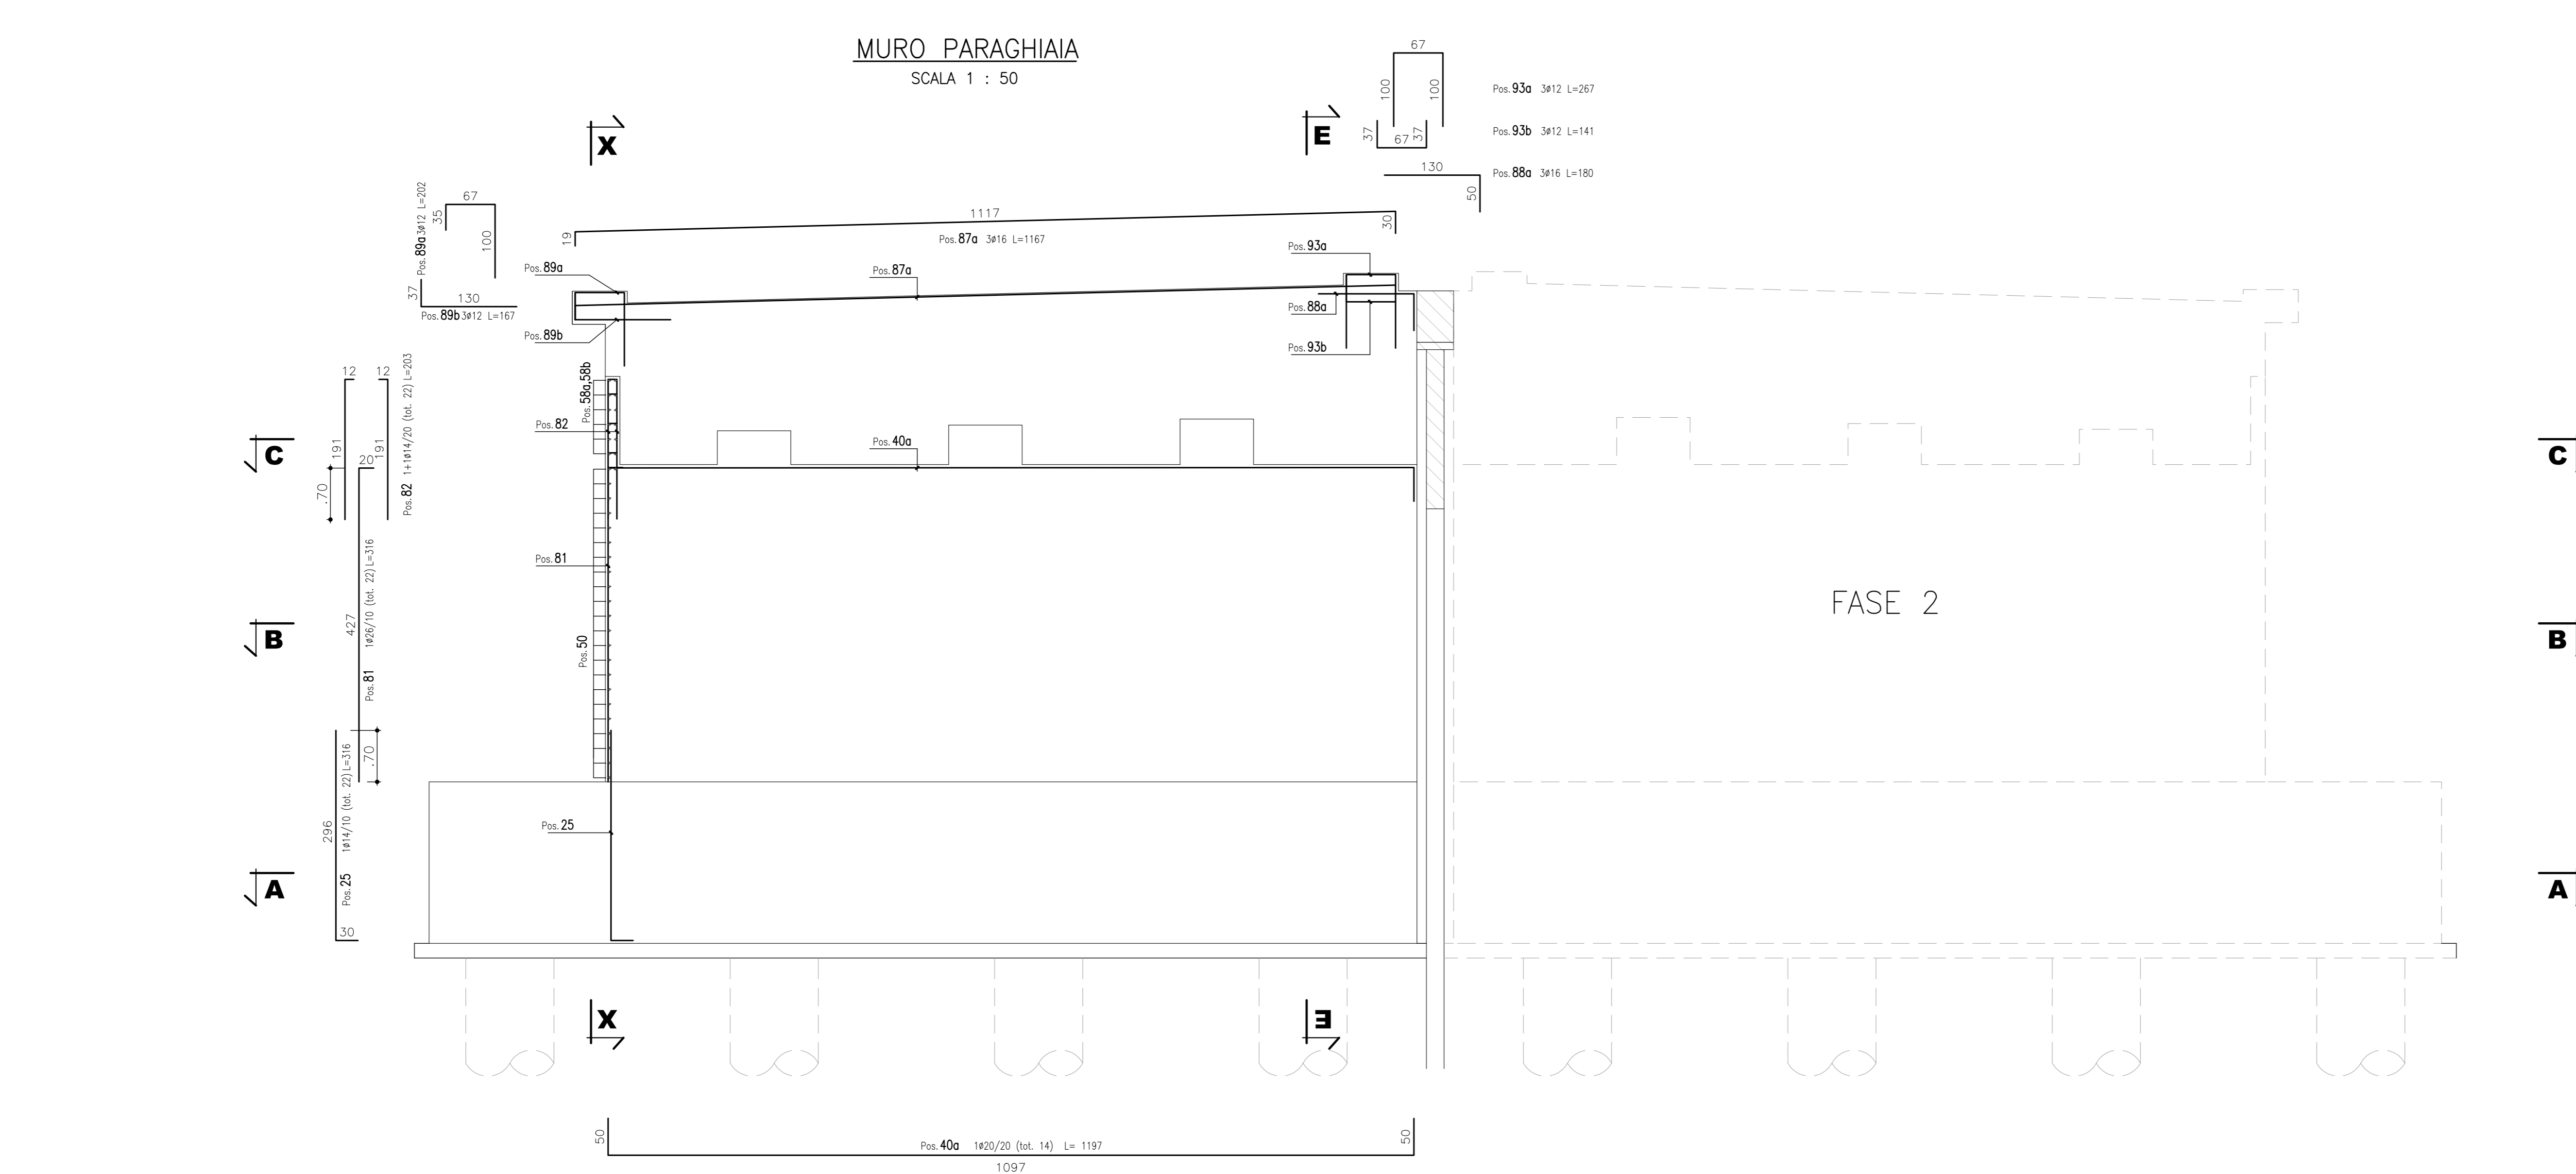 MURO PARAGHIAIA
SCALA 1 : 50
67
100
100
Pos.93a 3ø12 L=267
37
67
37
Pos.93b 3ø12 L=141
130
50
Pos.88a 3ø16 L=180
X
E
Pos.89a 3ø12 L=202
35
67
100
37
130
Pos.89b 3ø12 L=167
19
1117
30
Pos.87a 3ø16 L=1167
Pos.89a
Pos.87a
Pos.93a
Pos.89b
Pos.88a
Pos.93b
12
12
191
191
Pos.82 1+1ø14/20 (tot. 22) L=203
Pos.58a,58b
Pos.82
Pos.40a
C
C
20
.70
427
Pos.81 1ø26/10 (tot. 22) L=316
Pos.81
Pos.50
FASE 2
B
B
.70
296
Pos.25 1ø14/10 (tot. 22) L=316
30
Pos.25
A
A
X
E
50
Pos.40a 1ø20/20 (tot. 14) L= 1197
50
1097